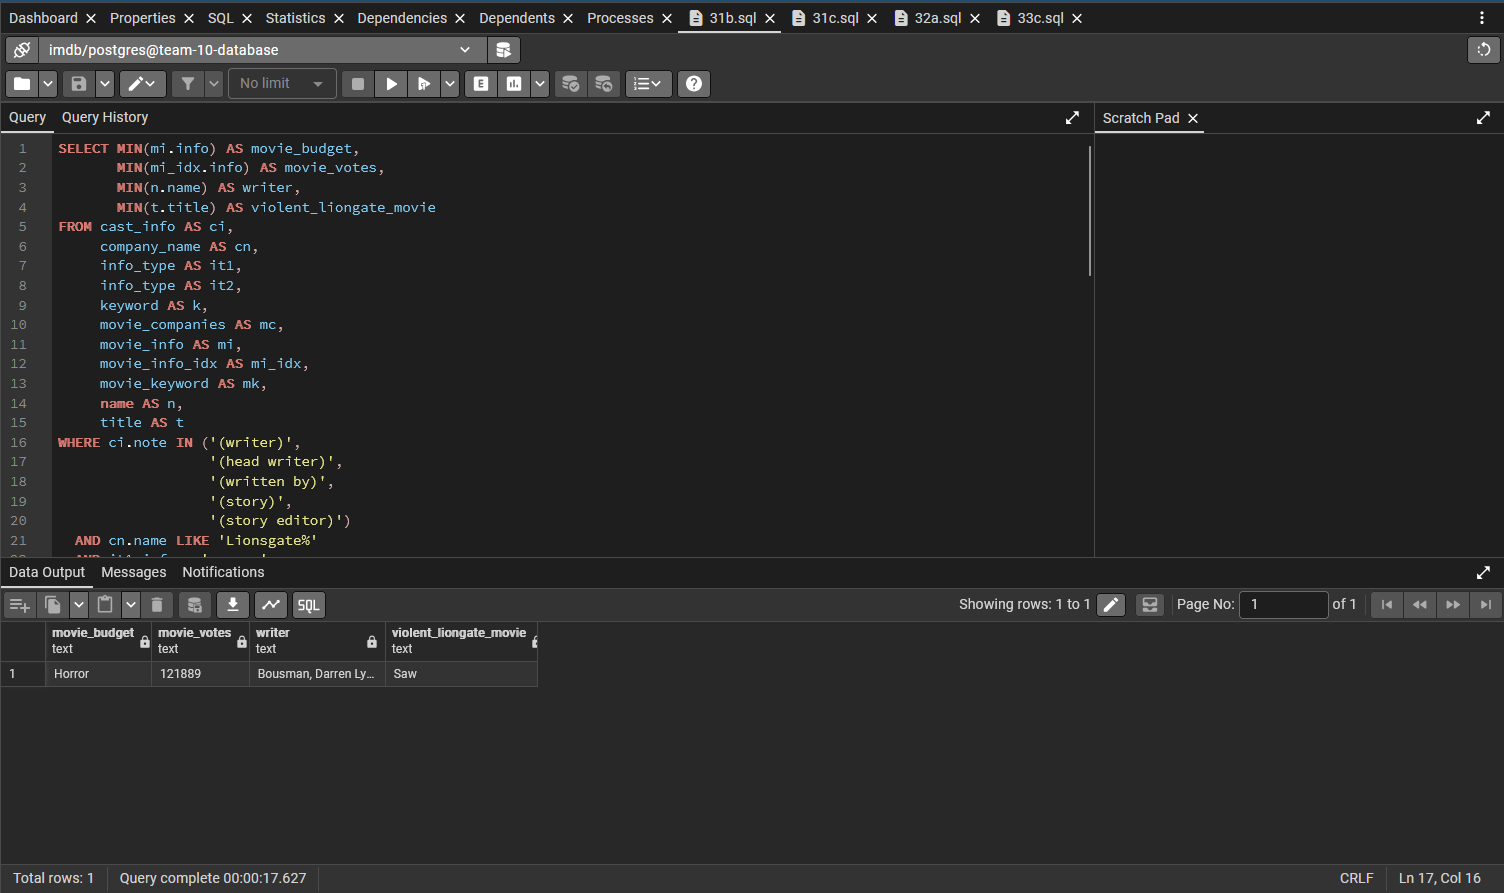 Dashboard Properties SQL Statistics Dependencies Dependents Processes 31b.sql 31c.sql 32a.sql 33c.sql
imdb/postgres@team-10-database
No limit E
Query Query History Scratch Pad
1 SELECT MIN(mi.info) AS movie_budget,
2 MIN(mi_idx.info) AS movie_votes,
3 MIN(n.name) AS writer,
4 MIN(t.title) AS violent_liongate_movie
5 FROM cast_info AS ci,
6 company_name AS cn,
7 info_type AS it1,
8 info_type AS it2,
9 keyword AS k,
10 movie_companies AS mc,
11 movie_info AS mi,
12 movie_info_idx AS mi_idx,
13 movie_keyword AS mk,
14 name AS n,
15 title AS t
16 WHERE ci.note IN ('(writer)',
17 '(head writer)',
18 '(written by)',
19 '(story)',
20 '(story editor)')
21 AND cn.name LIKE 'Lionsgate%'
Data Output Messages Notifications
SQL Showing rows: 1 to 1 Page No: 1 of 1
movie_budget movie_votes writer violent_liongate_movie
text text text text
1 Horror 121889 Bousman, Darren Ly... Saw
Total rows: 1 Query complete 00:00:17.627 CRLF Ln 17, Col 16